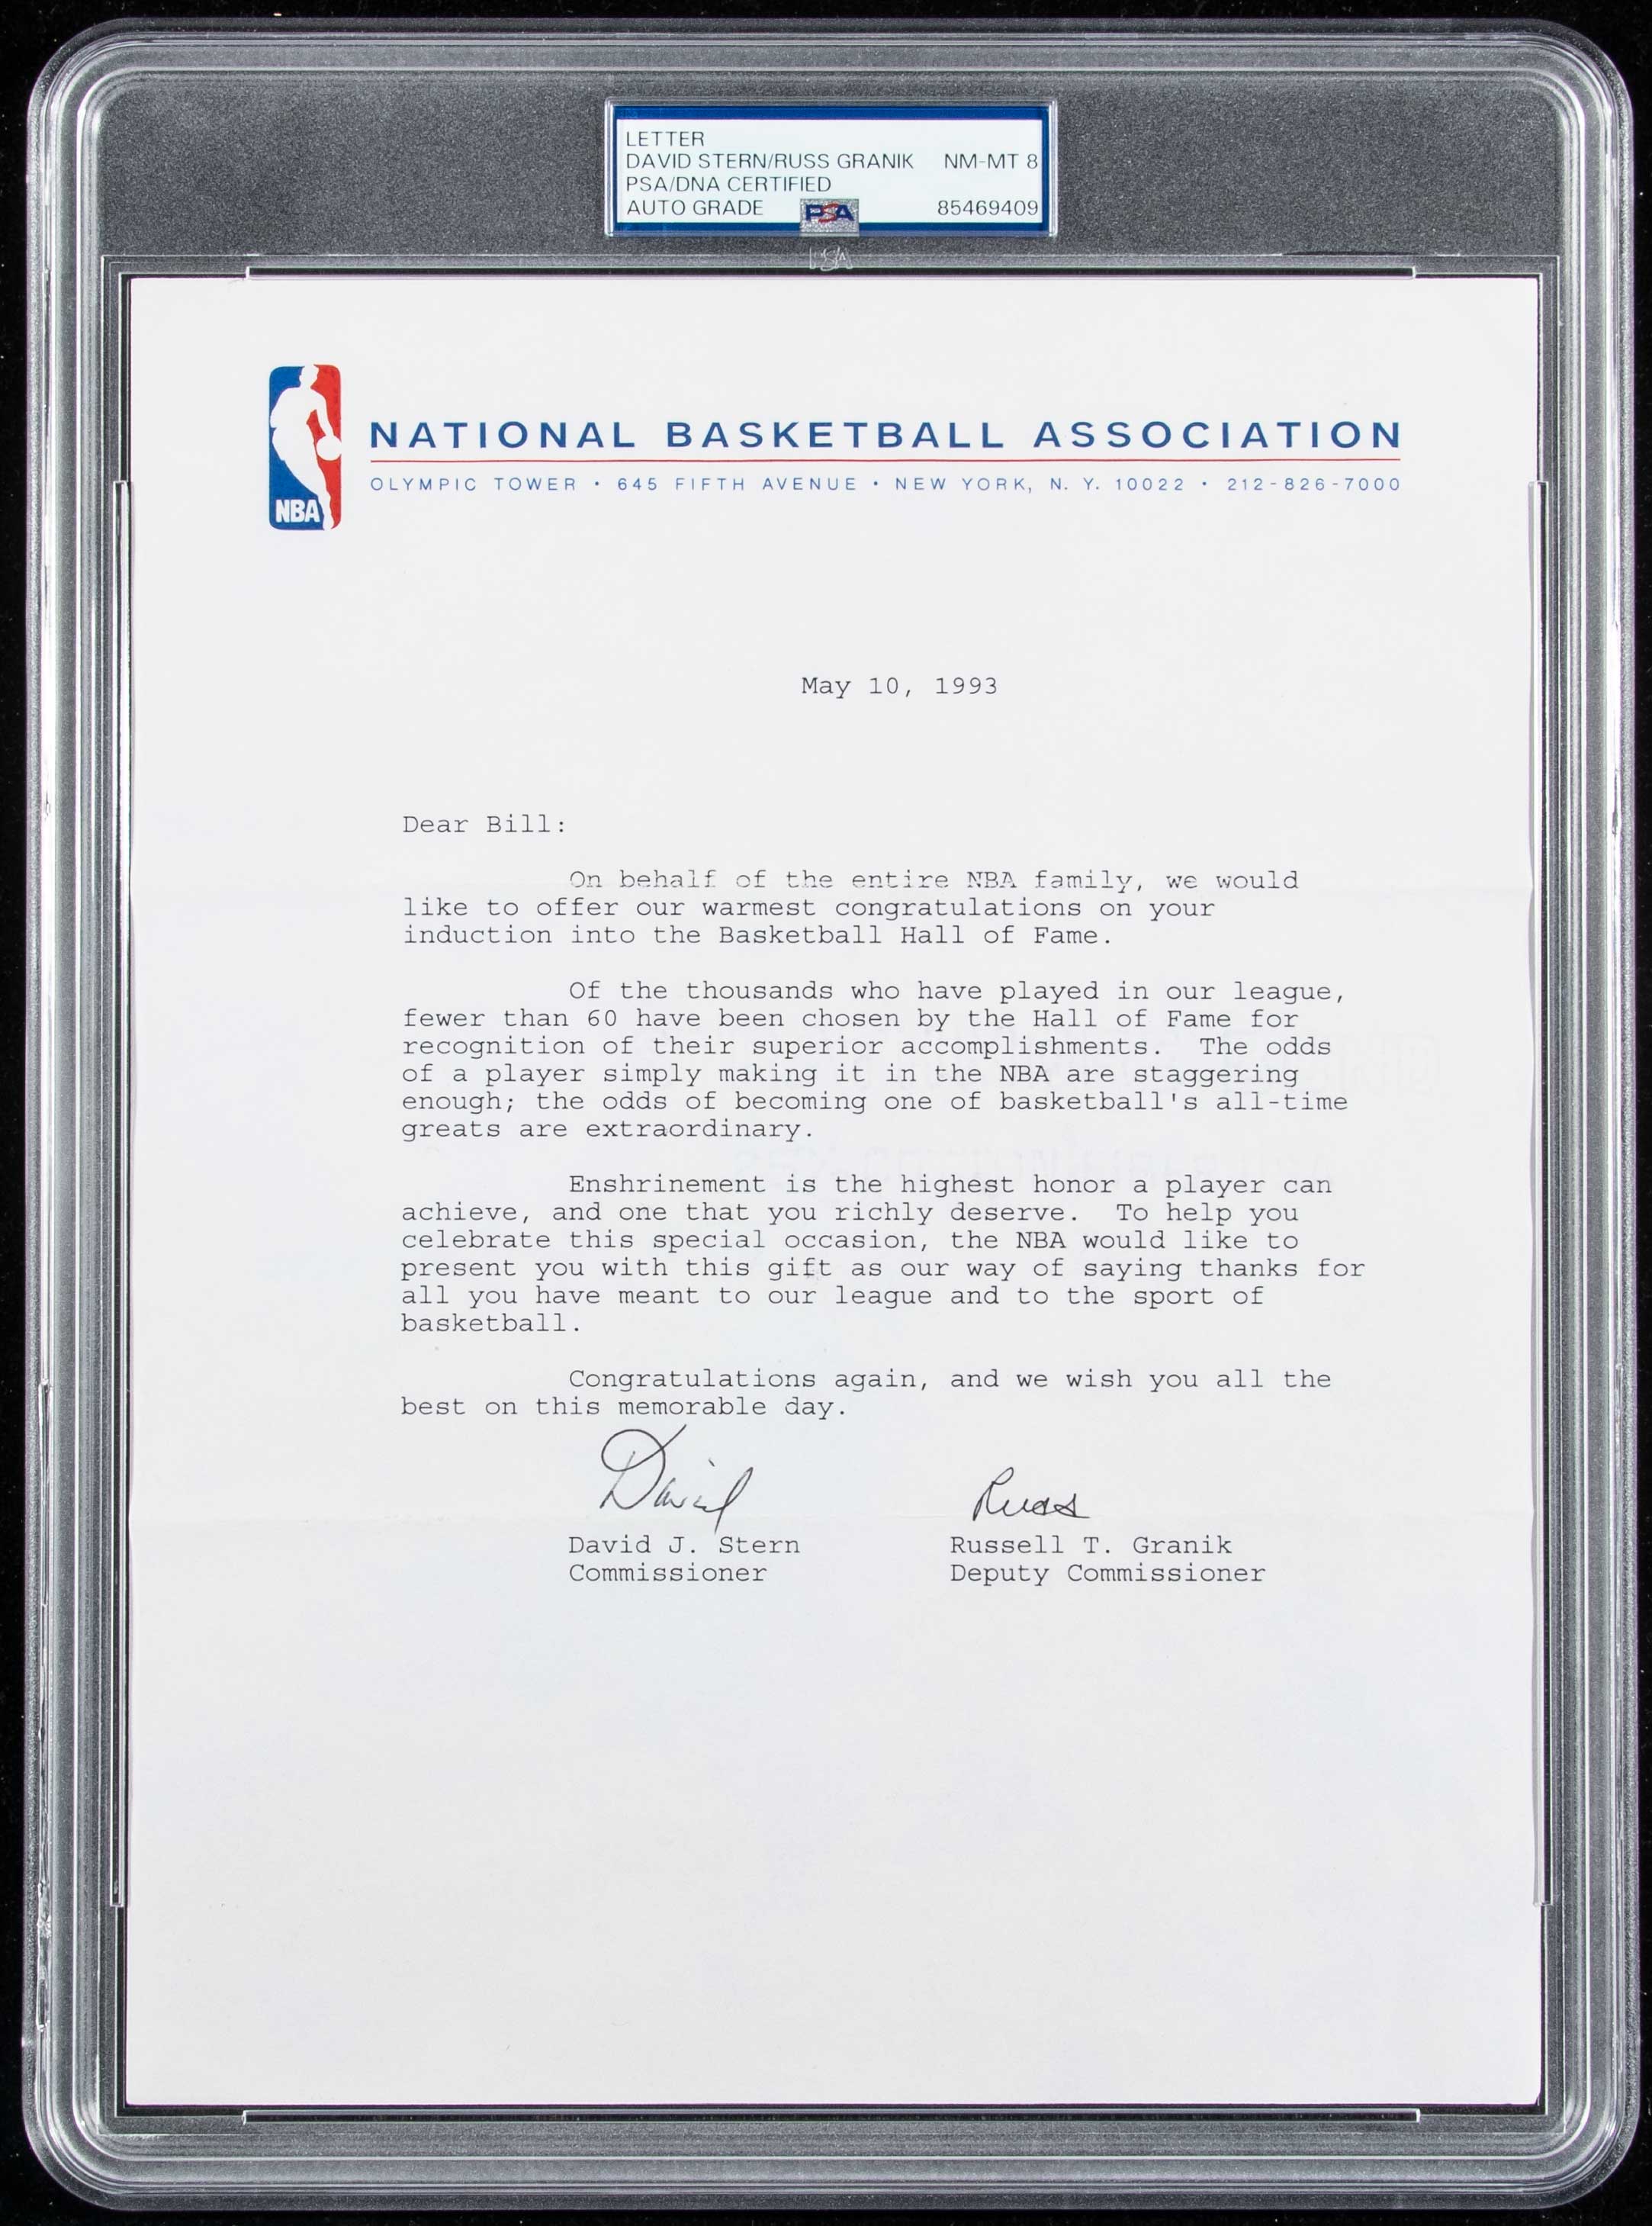 LETTER
DAVID STERN/RUSS GRANIK NM-MT 8
PSA/DNA CERTIFIED
AUTO GRADE PSA 85469409
PSA
NATIONAL BASKETBALL ASSOCIATION
OLYMPIC TOWER • 645 FIFTH AVENUE • NEW YORK, N. Y. 10022 • 212-826-7000
NBA
May 10, 1993
Dear Bill:
On behalf of the entire NBA family, we would
like to offer our warmest congratulations on your
induction into the Basketball Hall of Fame.
Of the thousands who have played in our league,
fewer than 60 have been chosen by the Hall of Fame for
recognition of their superior accomplishments. The odds
of a player simply making it in the NBA are staggering
enough; the odds of becoming one of basketball's all-time
greats are extraordinary.
Enshrinement is the highest honor a player can
achieve, and one that you richly deserve. To help you
celebrate this special occasion, the NBA would like to
present you with this gift as our way of saying thanks for
all you have meant to our league and to the sport of
basketball.
Congratulations again, and we wish you all the
best on this memorable day.
David Russ
David J. Stern Russell T. Granik
Commissioner Deputy Commissioner